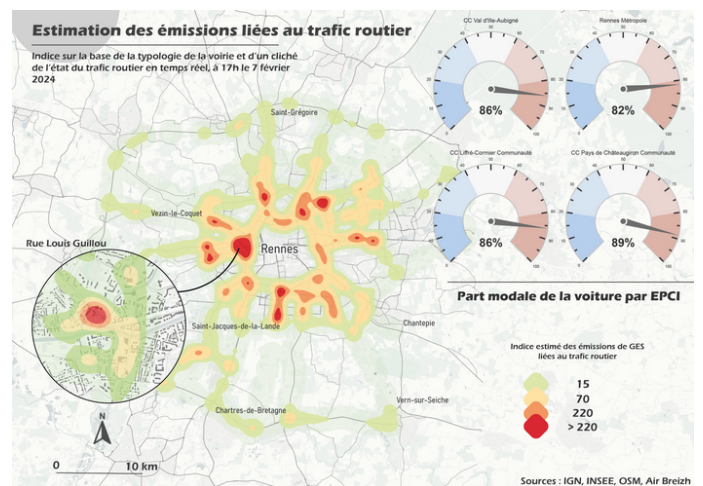 Estimation des émissions liées au trafic routier
Indice sur la base de la typologie de la voirie et d'un cliché
de l'état du trafic routier en temps réel, à 17h le 7 février
2024
CC Val d'Ille-Aubigné
86%
Rennes Métropole
82%
CC Liffré-Cormier Communauté
86%
CC Pays de Châteaugiron Communauté
89%
Part modale de la voiture par EPCI
Saint-Grégoire
Vezin-le-Coquet
Rue Louis Guillou
Rennes
Saint-Jacques-de-la-Lande
Chantepie
Chartres-de-Bretagne
Vern-sur-Seiche
Indice estimé des émissions de GES
liées au trafic routier
15
70
220
> 220
N
0 10 km
Sources : IGN, INSEE, OSM, Air Breizh